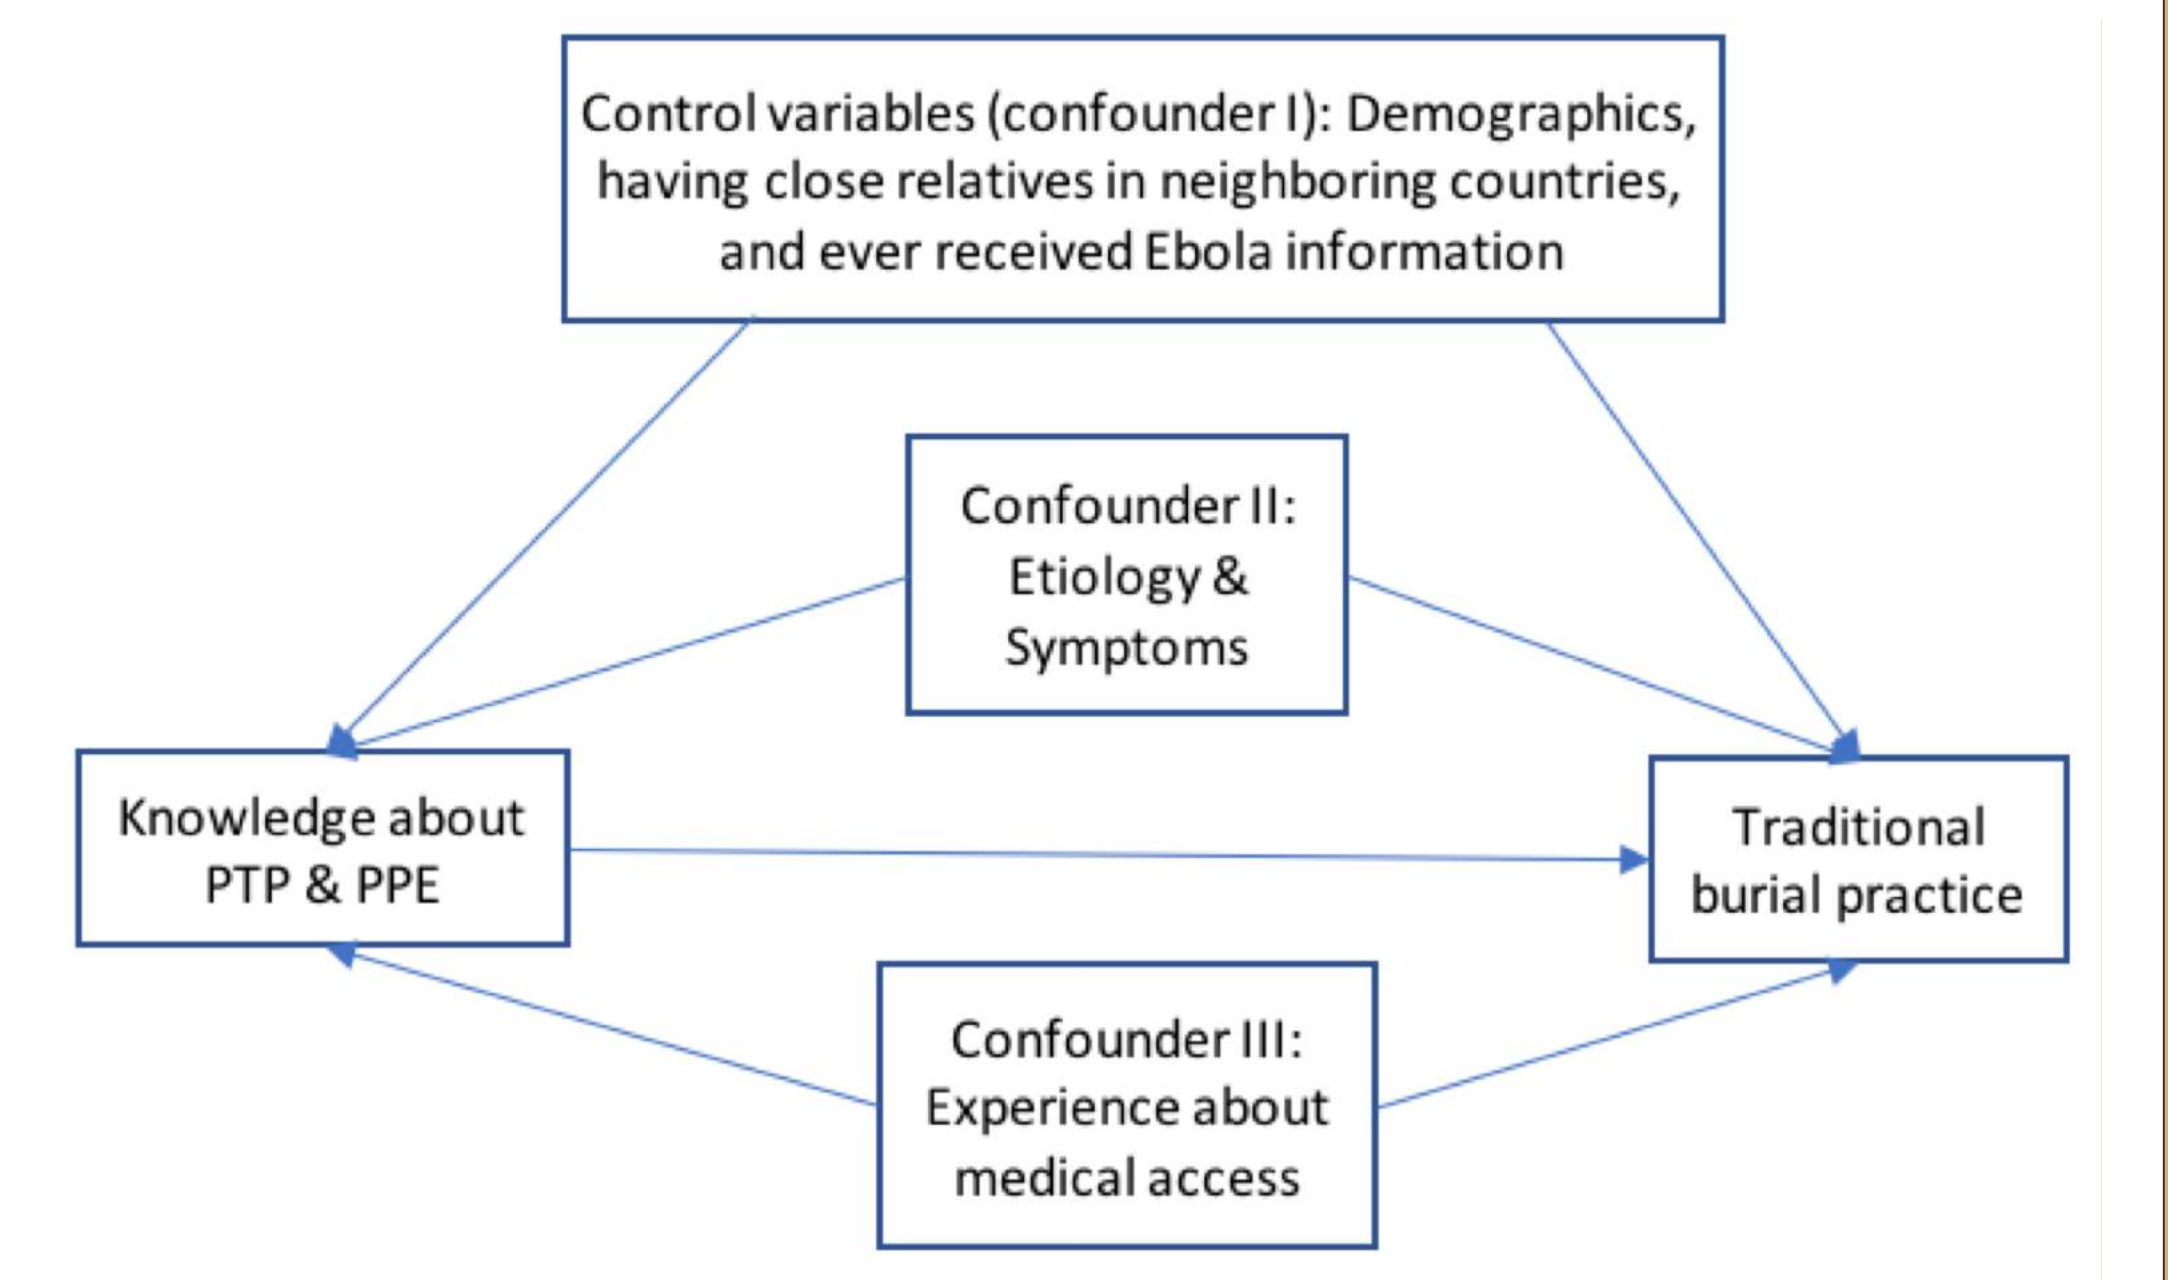 Control variables (confounder I): Demographics,
having close relatives in neighboring countries,
and ever received Ebola information
Confounder II:
Etiology &
Symptoms
Knowledge about
PTP & PPE
Traditional
burial practice
Confounder III:
Experience about
medical access